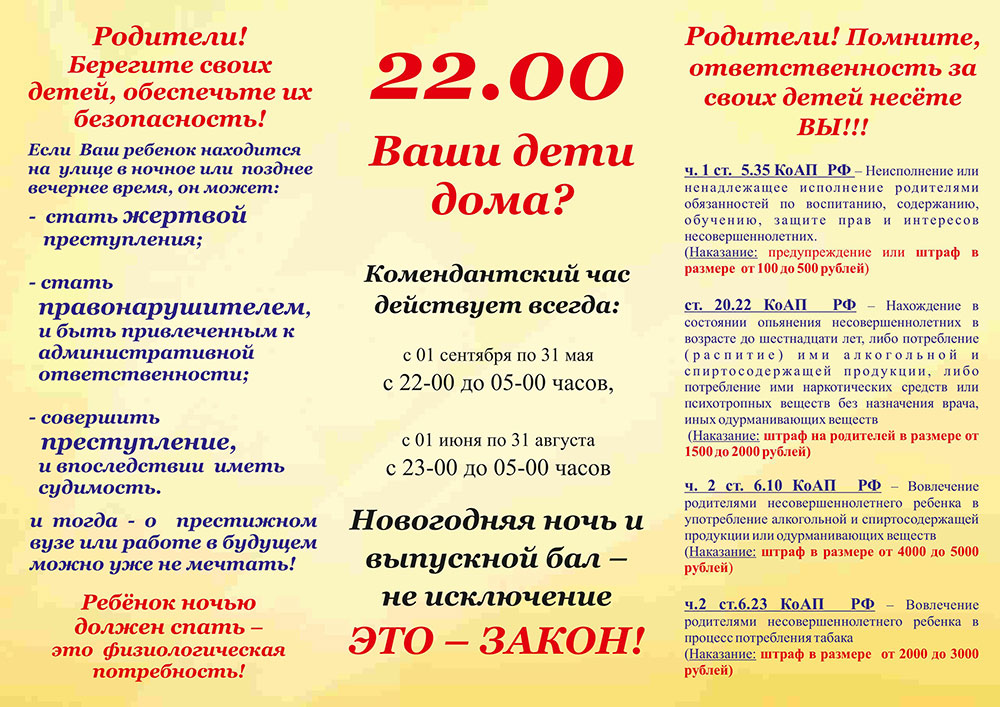 Родители!
Берегите своих
детей, обеспечьте их
безопасность!
Если Ваш ребенок находится
на улице в ночное или позднее
вечернее время, он может:
- стать жертвой
преступления;
- стать
правонарушителем,
и быть привлеченным к
административной
ответственности;
- совершить
преступление,
и впоследствии иметь
судимость.
и тогда - о престижном
вузе или работе в будущем
можно уже не мечтать!
Ребёнок ночью
должен спать –
это физиологическая
потребность!
22.00
Ваши дети
дома?
Комендантский час
действует всегда:
с 01 сентября по 31 мая
с 22-00 до 05-00 часов,
с 01 июня по 31 августа
с 23-00 до 05-00 часов
Новогодняя ночь и
выпускной бал –
не исключение
ЭТО – ЗАКОН!
Родители! Помните,
ответственность за
своих детей несёте
ВЫ!!!
ч. 1 ст. 5.35 КоАП РФ – Неисполнение или
ненадлежащее исполнение родителями
обязанностей по воспитанию, содержанию,
обучению, защите прав и интересов
несовершеннолетних.
(Наказание: предупреждение или штраф в
размере от 100 до 500 рублей)
ст. 20.22 КоАП РФ – Нахождение в
состоянии опьянения несовершеннолетних в
возрасте до шестнадцати лет, либо потребление
(распитие) ими алкогольной и
спиртосодержащей продукции, либо
потребление ими наркотических средств или
психотропных веществ без назначения врача,
иных одурманивающих веществ
(Наказание: штраф на родителей в размере от
1500 до 2000 рублей)
ч. 2 ст. 6.10 КоАП РФ – Вовлечение
родителями несовершеннолетнего ребенка в
употребление алкогольной и спиртосодержащей
продукции или одурманивающих веществ
(Наказание: штраф в размере от 4000 до 5000
рублей)
ч.2 ст.6.23 КоАП РФ – Вовлечение
родителями несовершеннолетнего ребенка в
процесс потребления табака
(Наказание: штраф в размере от 2000 до 3000
рублей)